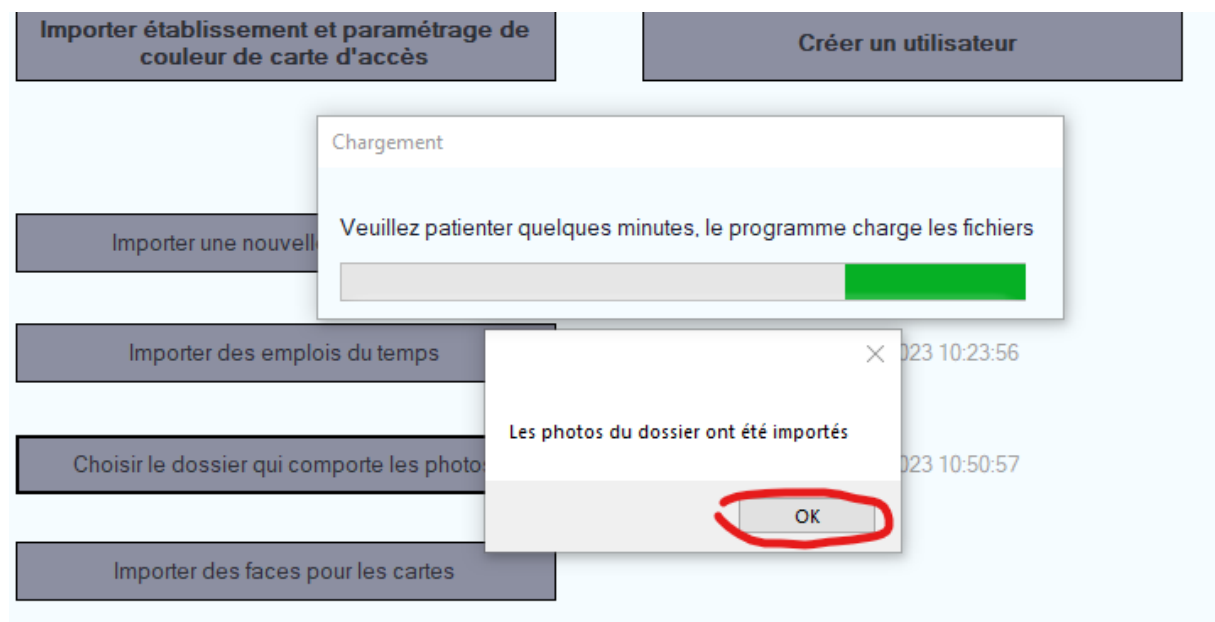 Importer établissement et paramétrage de
couleur de carte d'accès
Créer un utilisateur
Chargement
Veuillez patienter quelques minutes, le programme charge les fichiers
Importer une nouvell
Importer des emplois du temps
023 10:23:56
Les photos du dossier ont été importés
Choisir le dossier qui comporte les photo
023 10:50:57
OK
Importer des faces pour les cartes